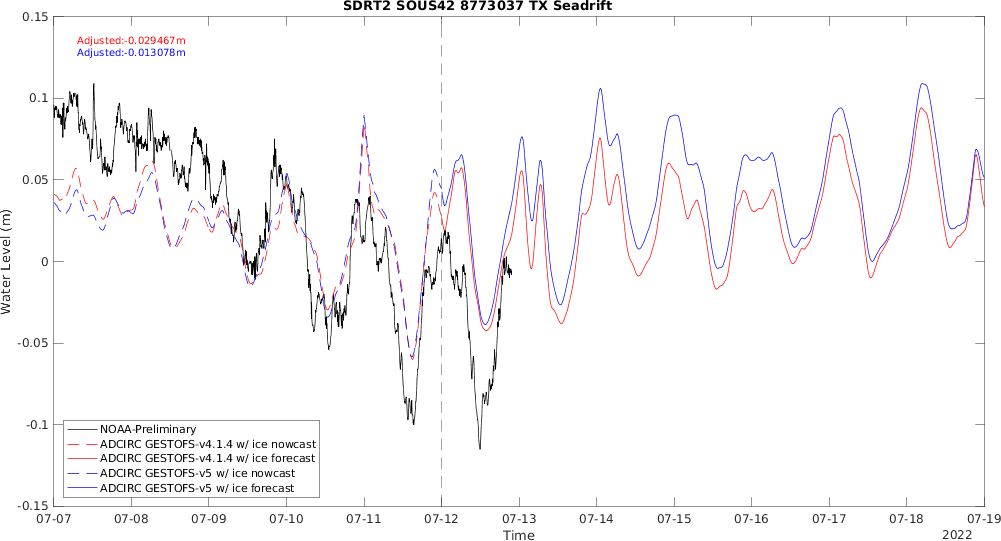 SDRT2 SOUS42 8773037 TX Seadrift
0.15
Adjusted:-0.029467m
Adjusted:-0.013078m
0.1
0.05
0
-0.05
-0.1
-0.15
Water Level (m)
NOAA-Preliminary
ADCIRC GESTOFS-v4.1.4 w/ ice nowcast
ADCIRC GESTOFS-v4.1.4 w/ ice forecast
ADCIRC GESTOFS-v5 w/ ice nowcast
ADCIRC GESTOFS-v5 w/ ice forecast
07-07 07-08 07-09 07-10 07-11 07-12 07-13 07-14 07-15 07-16 07-17 07-18 07-19
Time
2022